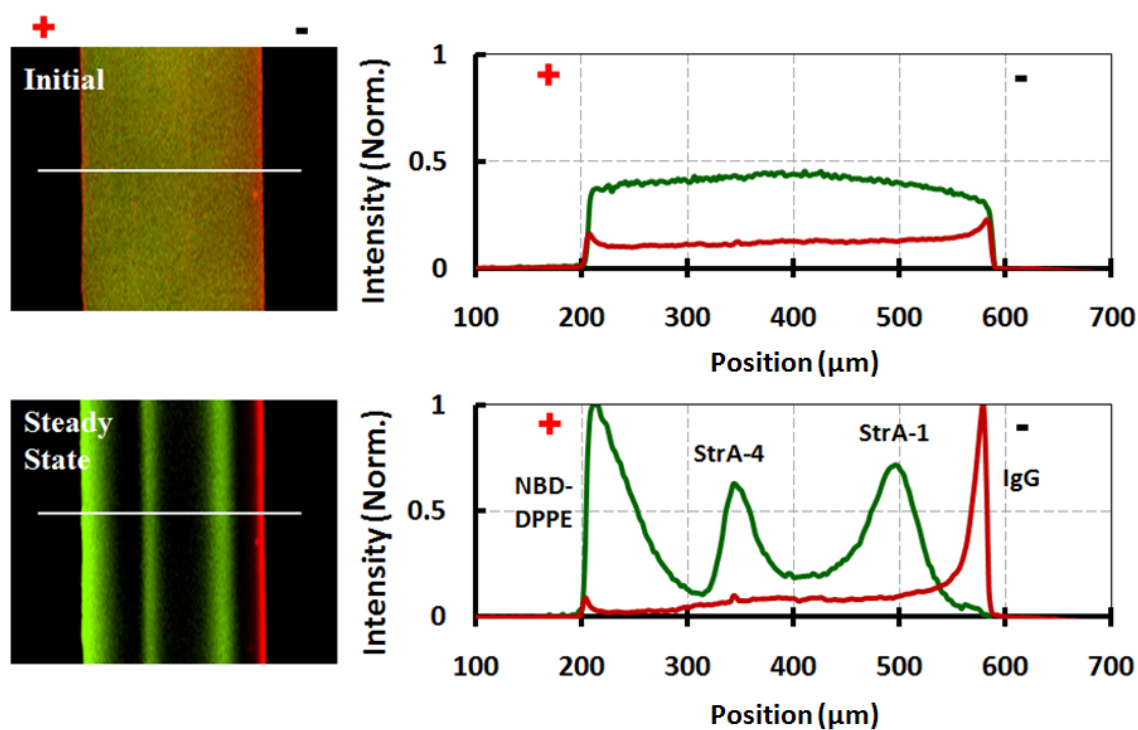 + -
Initial
Intensity (Norm.)
1
0.5
0
+ -
100 200 300 400 500 600 700
Position (µm)
Steady
State
Intensity (Norm.)
1
0.5
0
+ -
NBD-
DPPE
StrA-4
StrA-1
IgG
100 200 300 400 500 600 700
Position (µm)